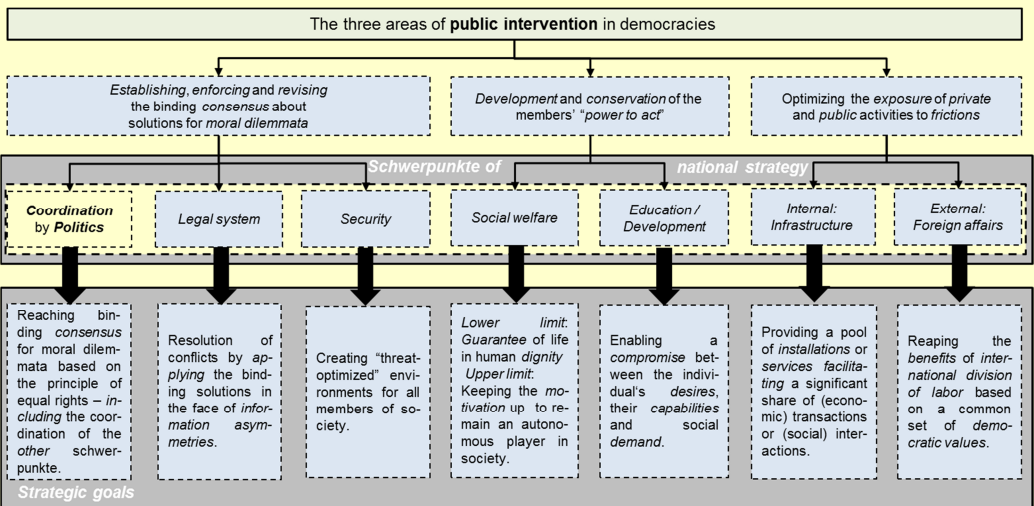 The three areas of public intervention in democracies
Establishing, enforcing and revising
the binding consensus about
solutions for moral dilemmata
Development and conservation of the
members' "power to act"
Optimizing the exposure of private
and public activities to frictions
Schwerpunkte of national strategy
Coordination
by Politics
Legal system
Security
Social welfare
Education /
Development
Internal:
Infrastructure
External:
Foreign affairs
Reaching bin-
ding consensus
for moral dilem-
mata based on
the principle of
equal rights – in-
cluding the coor-
dination of the
other schwer-
punkte.
Resolution of
conflicts by ap-
plying the bind-
ing solutions in
the face of infor-
mation asym-
metries.
Creating "threat-
optimized" envi-
ronments for all
members of so-
ciety.
Lower limit:
Guarantee of life
in human dignity
Upper limit:
Keeping the mo-
tivation up to re-
main an autono-
mous player in
society.
Enabling a
compromise bet-
ween the indivi-
dual's desires,
their capabilities
and social
demand.
Providing a pool
of installations or
services facilita-
ting a significant
share of (econo-
mic) transactions
or (social) inter-
actions.
Reaping the
benefits of inter-
national division
of labor based
on a common
set of demo-
cratic values.
Strategic goals